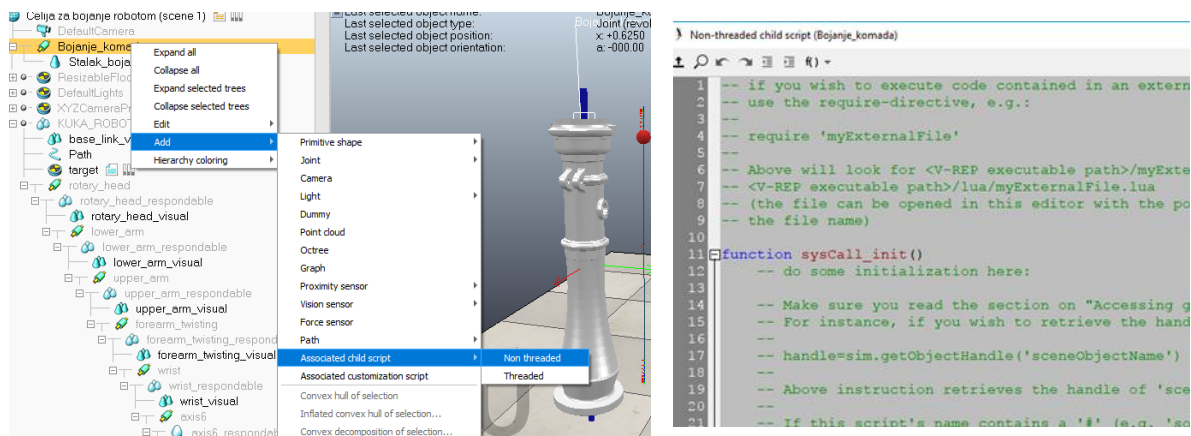 Celija za bojanje robotom (scene 1)
DefaultCamera
Bojanje_koma
Stalak_boja
ResizableFloo
DefaultLights
XYZCameraPr
KUKA_ROBOT
base_link_v
Path
target
rotary_head
rotary_head_respondable
rotary_head_visual
lower_arm
lower_arm_respondable
lower_arm_visual
upper_arm
upper_arm_respondable
upper_arm_visual
forearm_twisting
forearm_twisting_respond
forearm_twisting_visual
wrist
wrist_respondable
wrist_visual
axis6
axis6_respondab
Expand all
Collapse all
Expand selected trees
Collapse selected trees
Edit
Add
Hierarchy coloring
Primitive shape
Joint
Camera
Light
Dummy
Point cloud
Octree
Graph
Proximity sensor
Vision sensor
Force sensor
Path
Associated child script
Associated customization script
Convex hull of selection
Inflated convex hull of selection...
Convex decomposition of selection...
Non threaded
Threaded
Last selected object name:
Last selected object type: Joint (revol
Last selected object position: x: +0.6250
Last selected object orientation: a: -000.00
Non-threaded child script (Bojanje_komada)
f()
1 -- if you wish to execute code contained in an extern
2 -- use the require-directive, e.g.:
3 --
4 -- require 'myExternalFile'
5 --
6 -- Above will look for <V-REP executable path>/myExte
7 -- <V-REP executable path>/lua/myExternalFile.lua
8 -- (the file can be opened in this editor with the po
9 -- the file name)
10
11 function sysCall_init()
12 -- do some initialization here:
13
14 -- Make sure you read the section on "Accessing g
15 -- For instance, if you wish to retrieve the hand
16 --
17 -- handle=sim.getObjectHandle('sceneObjectName')
18 --
19 -- Above instruction retrieves the handle of 'sce
20 --
21 -- If this script's name contains a '#' (e.g. 'so